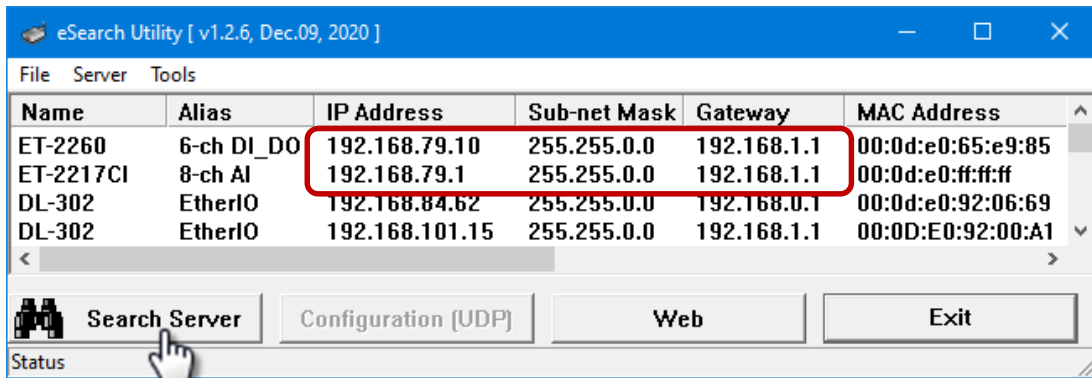 eSearch Utility [ v1.2.6, Dec.09, 2020 ]
File Server Tools
Name Alias IP Address Sub-net Mask Gateway MAC Address
ET-2260 6-ch DI_DO 192.168.79.10 255.255.0.0 192.168.1.1 00:0d:e0:65:e9:85
ET-2217CI 8-ch AI 192.168.79.1 255.255.0.0 192.168.1.1 00:0d:e0:ff:ff:ff
DL-302 EtherIO 192.168.84.62 255.255.0.0 192.168.0.1 00:0d:e0:92:06:69
DL-302 EtherIO 192.168.101.15 255.255.0.0 192.168.1.1 00:0D:E0:92:00:A1
Search Server Configuration (UDP) Web Exit
Status